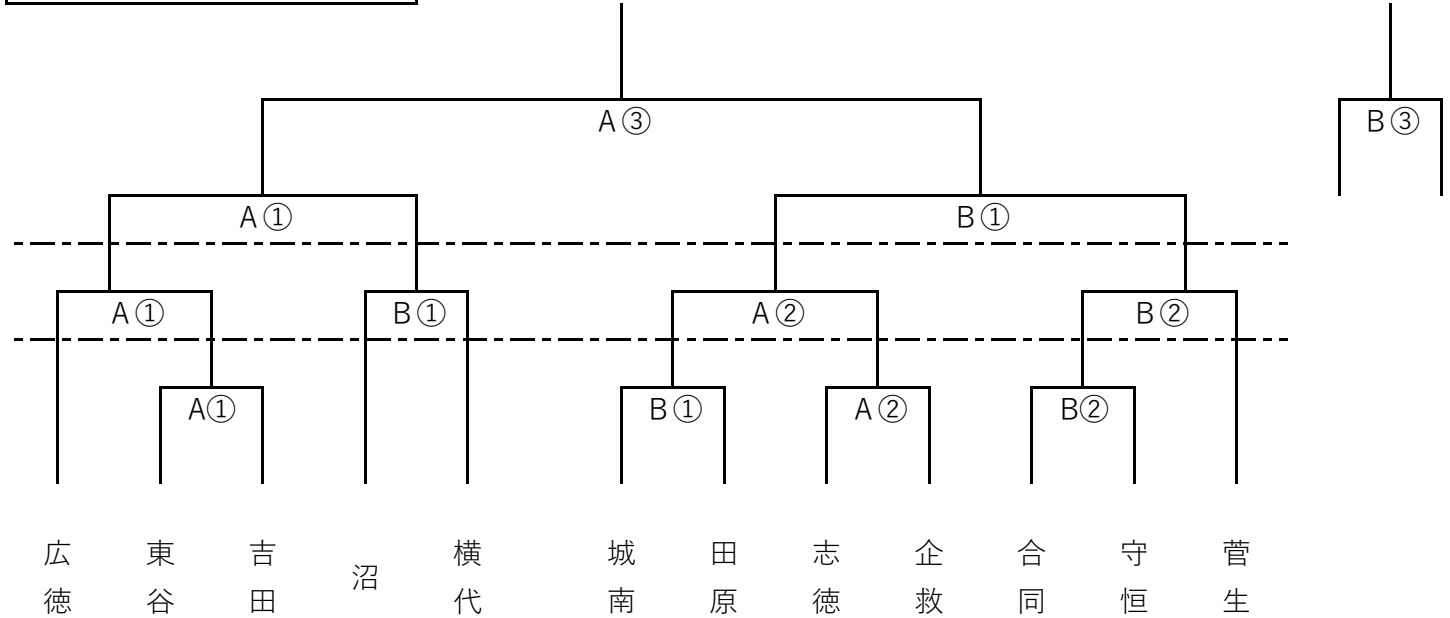 A③
B③
A①
B①
A①
B①
A②
B②
A①
B①
A②
B②
広徳
東谷
吉田
沼
横代
城南
田原
志徳
企救
合同
守恒
菅生